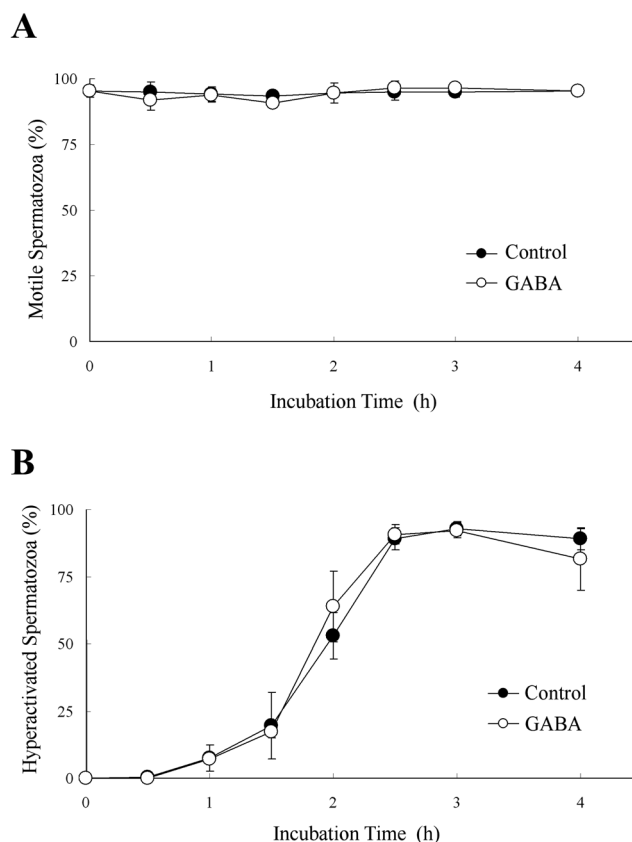 A
Motile Spermatozoa (%)
100
75
50
25
0
Control
GABA
0 1 2 3 4
Incubation Time (h)
B
Hyperactivated Spermatozoa (%)
100
75
50
25
0
Control
GABA
0 1 2 3 4
Incubation Time (h)